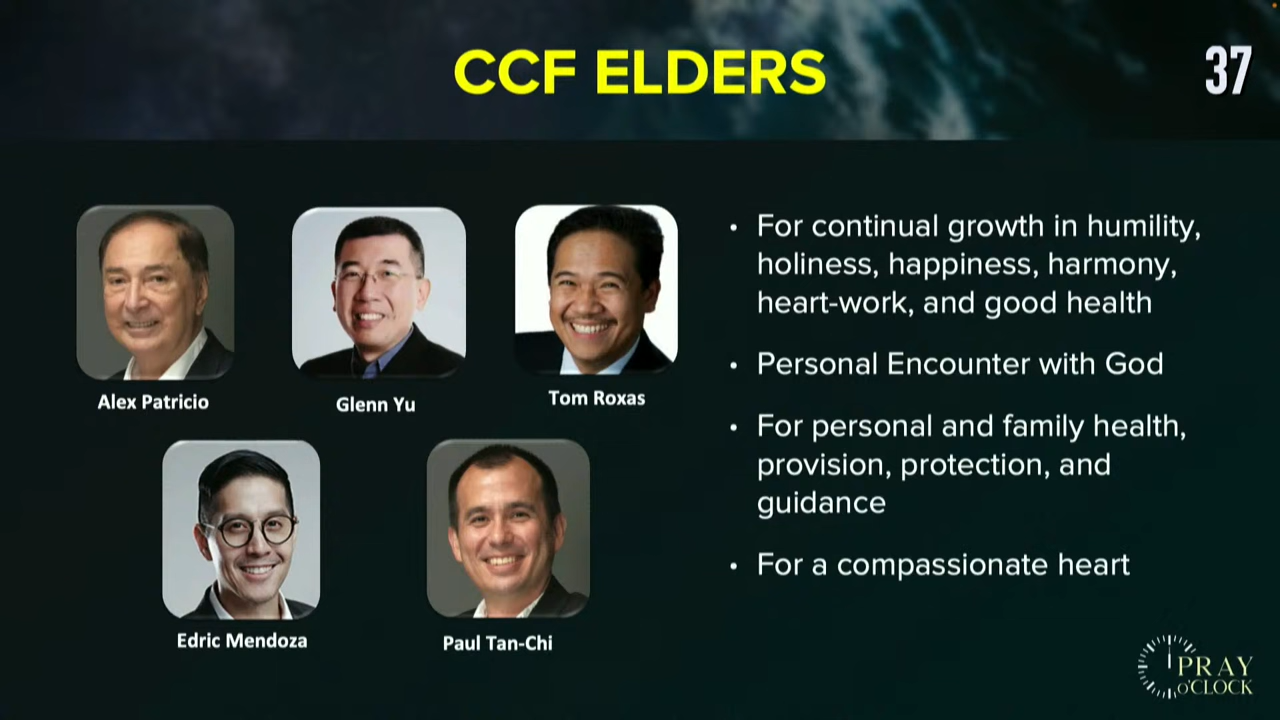 CCF ELDERS
37
Alex Patricio
Glenn Yu
Tom Roxas
Edric Mendoza
Paul Tan-Chi
• For continual growth in humility,
holiness, happiness, harmony,
heart-work, and good health
• Personal Encounter with God
• For personal and family health,
provision, protection, and
guidance
• For a compassionate heart
PRAY
O'CLOCK